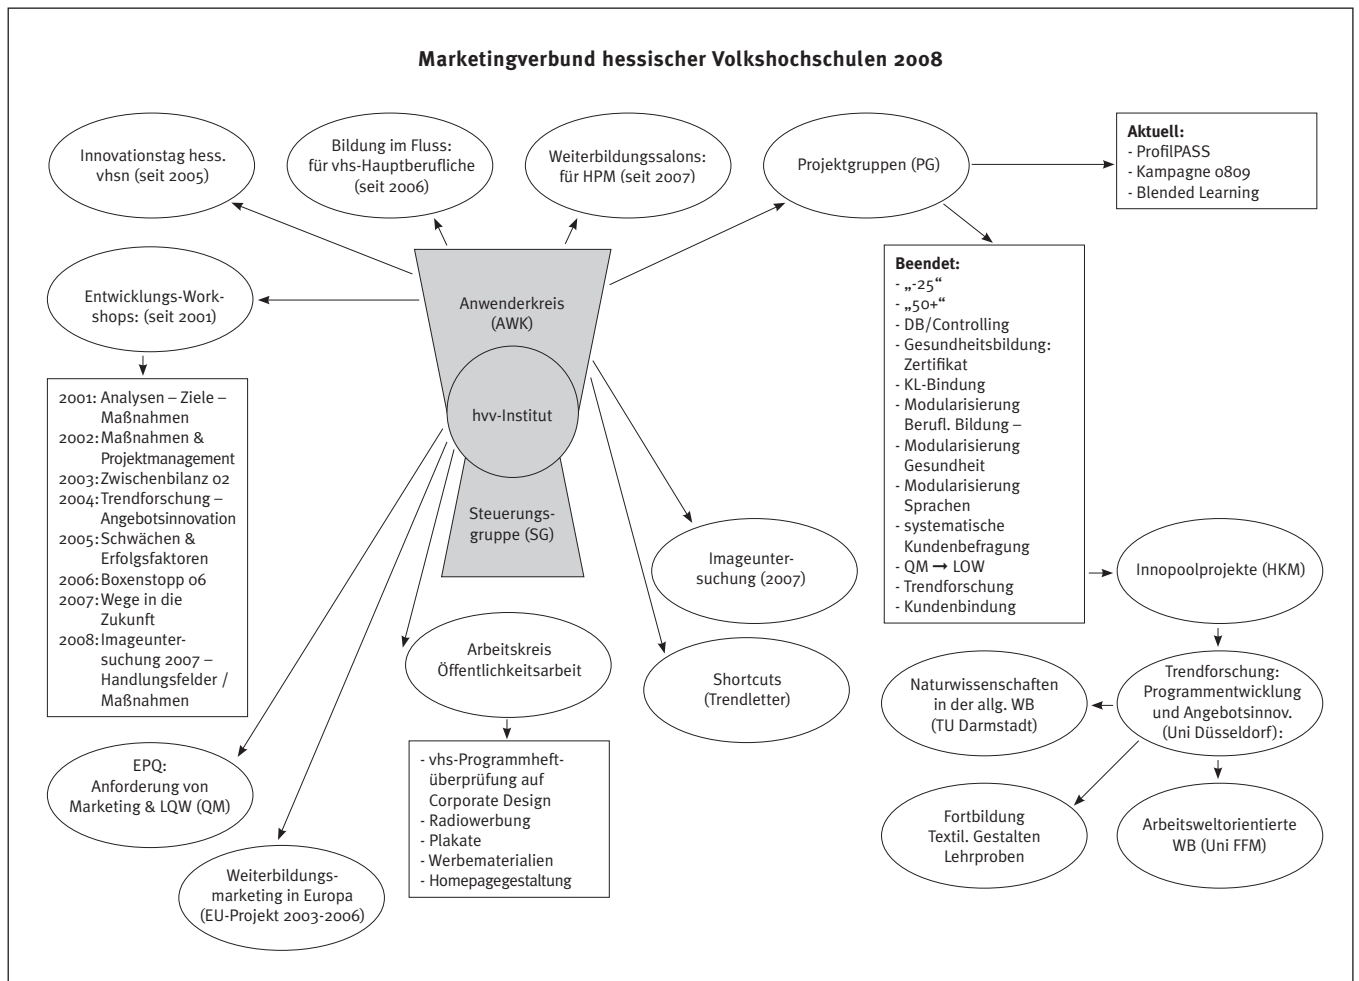 Marketingverbund hessischer Volkshochschulen 2008
Innovationstag hess.
vhsn (seit 2005)
Bildung im Fluss:
für vhs-Hauptberufliche
(seit 2006)
Weiterbildungssalons:
für HPM (seit 2007)
Projektgruppen (PG)
Aktuell:
- ProfilPASS
- Kampagne 0809
- Blended Learning
Entwicklungs-Work-
shops: (seit 2001)
Anwenderkreis
(AWK)
hvv-Institut
Steuerungs-
gruppe (SG)
Beendet:
- „-25“
- „50+“
- DB/Controlling
- Gesundheitsbildung:
Zertifikat
- KL-Bindung
- Modularisierung
Berufl. Bildung –
- Modularisierung
Gesundheit
- Modularisierung
Sprachen
- systematische
Kundenbefragung
- QM → LOW
- Trendforschung
- Kundenbindung
2001: Analysen – Ziele –
Maßnahmen
2002: Maßnahmen &
Projektmanagement
2003: Zwischenbilanz 02
2004: Trendforschung –
Angebotsinnovation
2005: Schwächen &
Erfolgsfaktoren
2006: Boxenstopp 06
2007: Wege in die
Zukunft
2008: Imageunter-
suchung 2007 –
Handlungsfelder /
Maßnahmen
Imageunter-
suchung (2007)
Innopoolprojekte (HKM)
Arbeitskreis
Öffentlichkeitsarbeit
Shortcuts
(Trendletter)
Naturwissenschaften
in der allg. WB
(TU Darmstadt)
Trendforschung:
Programmentwicklung
und Angebotsinnov.
(Uni Düsseldorf):
EPQ:
Anforderung von
Marketing & LQW (QM)
- vhs-Programmheft-
überprüfung auf
Corporate Design
- Radiowerbung
- Plakate
- Werbematerialien
- Homepagegestaltung
Fortbildung
Textil. Gestalten
Lehrproben
Arbeitsweltorientierte
WB (Uni FFM)
Weiterbildungs-
marketing in Europa
(EU-Projekt 2003-2006)